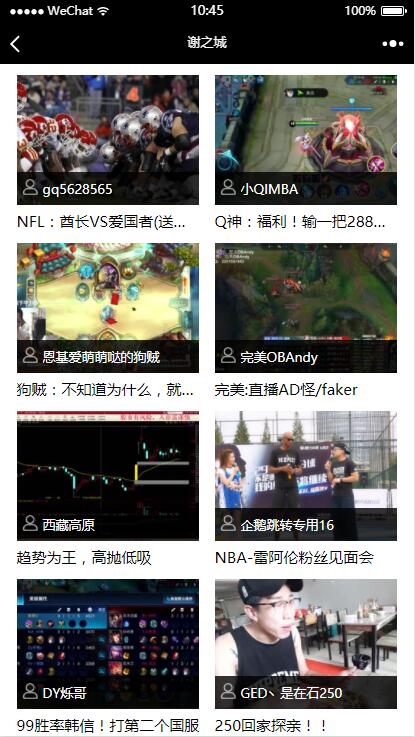 WeChat 10:45 100%
谢之城
gq5628565 小QIMBA
NFL：酋长VS爱国者(送... Q神：福利！输一把288...
恩基爱萌萌哒的狗贼 完美OBAndy
狗贼：不知道为什么，就... 完美:直播AD怪/faker
西藏高原 企鹅跳转专用16
趋势为王，高抛低吸 NBA-雷阿伦粉丝见面会
DY烁哥 GED丶是在石250
99胜率韩信！打第二个国服 250回家探亲！！